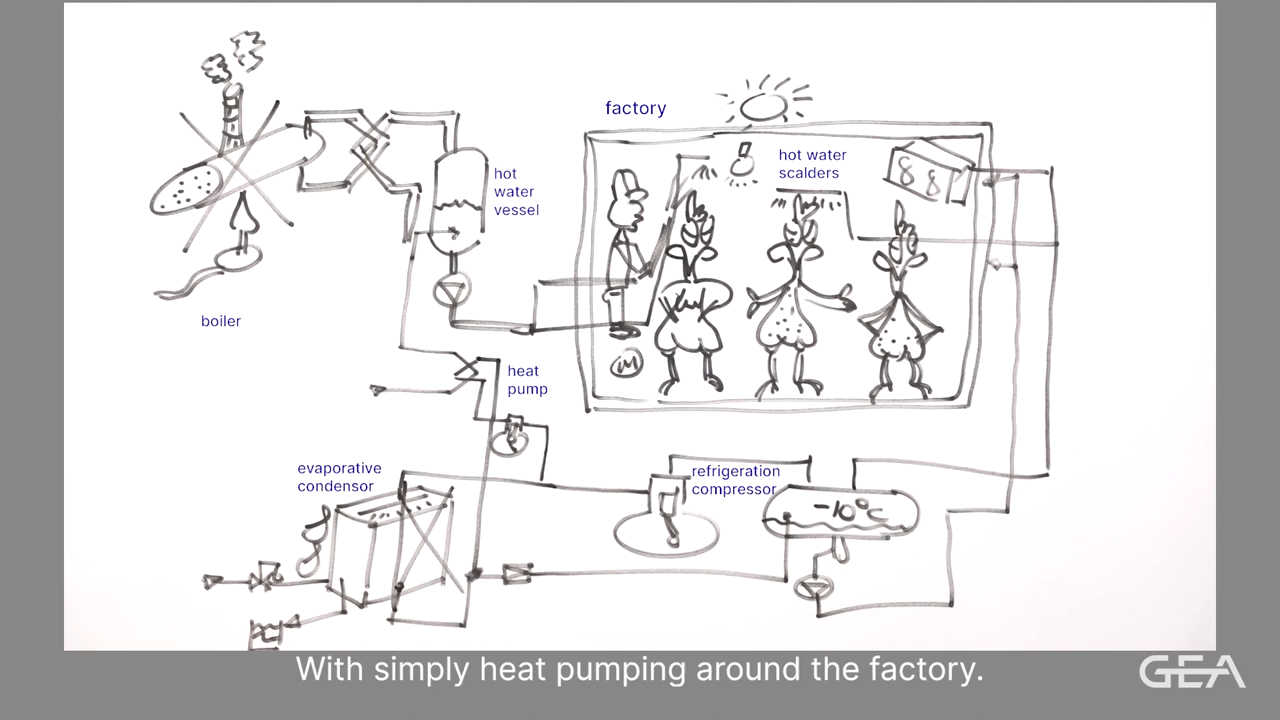 factory
hot water
scalders
hot
water
vessel
boiler
M
heat
pump
evaporative
condensor
refrigeration
compressor
-10°C
88
With simply heat pumping around the factory.
GEA